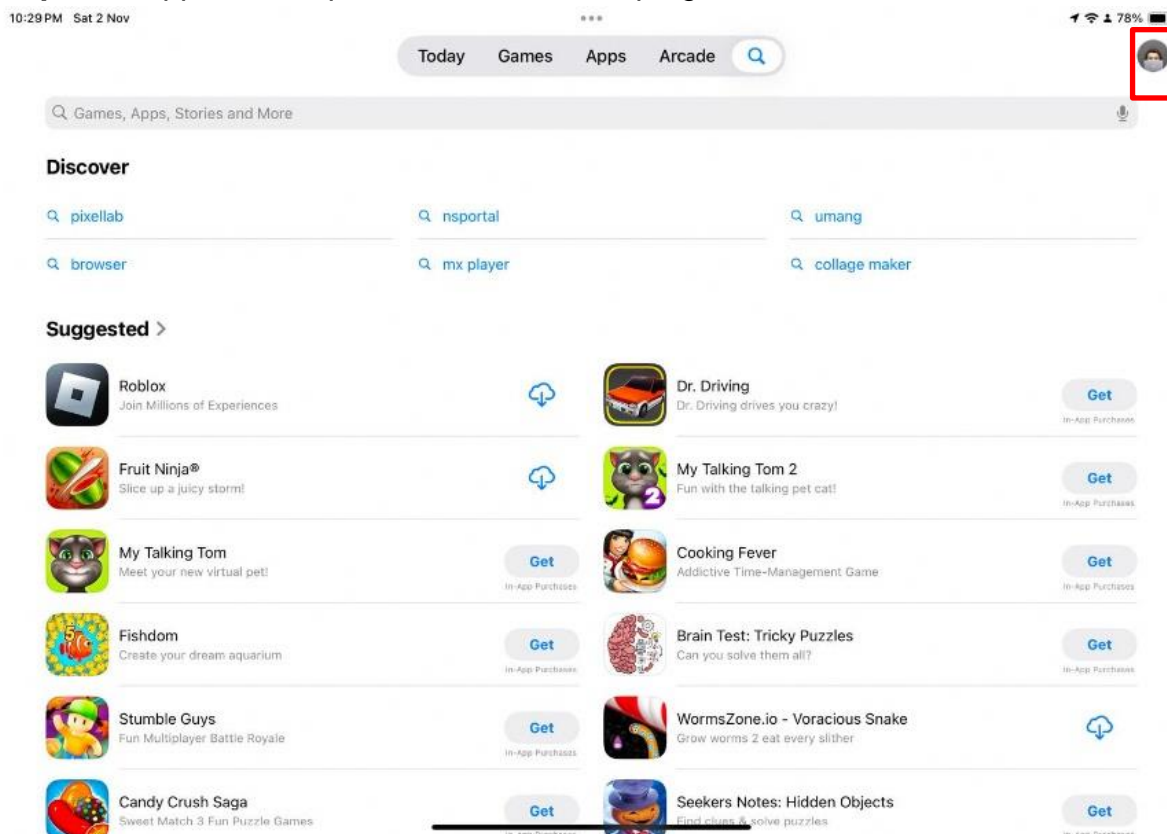 10:29 PM Sat 2 Nov
78%
Today Games Apps Arcade
Games, Apps, Stories and More
Discover
pixellab nsportal umang
browser mx player collage maker
Suggested >
Roblox
Join Millions of Experiences
Dr. Driving
Dr. Driving drives you crazy!
Get
In-App Purchases
Fruit Ninja®
Slice up a juicy storm!
My Talking Tom 2
Fun with the talking pet cat!
Get
In-App Purchases
My Talking Tom
Meet your new virtual pet!
Get
In-App Purchases
Cooking Fever
Addictive Time-Management Game
Get
In-App Purchases
Fishdom
Create your dream aquarium
Get
In-App Purchases
Brain Test: Tricky Puzzles
Can you solve them all?
Get
In-App Purchases
Stumble Guys
Fun Multiplayer Battle Royale
Get
In-App Purchases
WormsZone.io - Voracious Snake
Grow worms 2 eat every slither
Candy Crush Saga
Sweet Match 3 Fun Puzzle Games
Get
Seekers Notes: Hidden Objects
Find clues & solve puzzles
Get